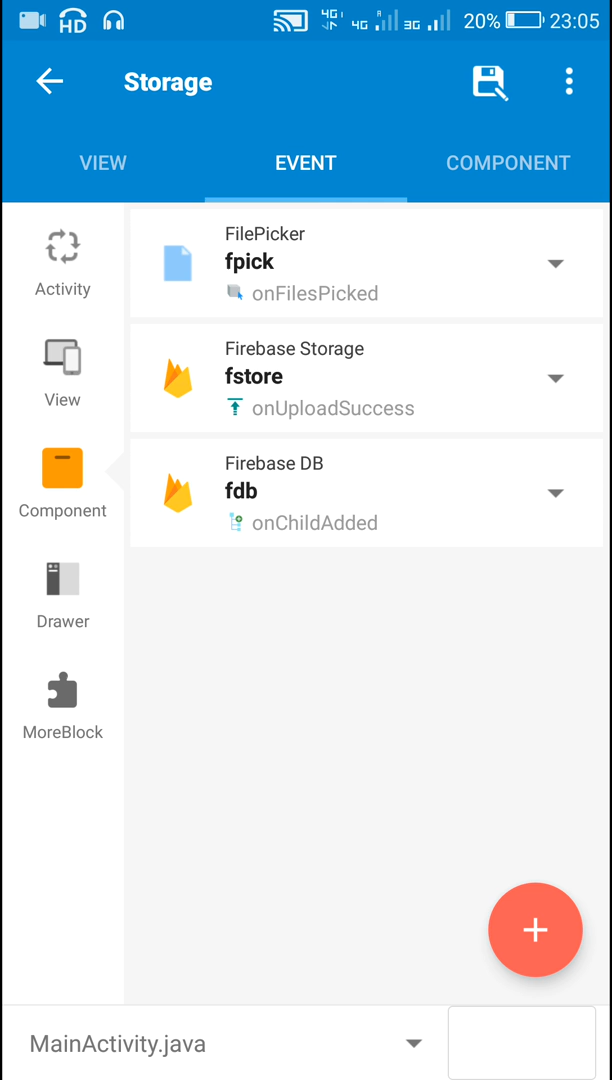 HD
4G
4G
R
3G
20%
23:05
Storage
VIEW
EVENT
COMPONENT
Activity
View
Component
Drawer
MoreBlock
FilePicker
fpick
onFilesPicked
Firebase Storage
fstore
onUploadSuccess
Firebase DB
fdb
onChildAdded
MainActivity.java